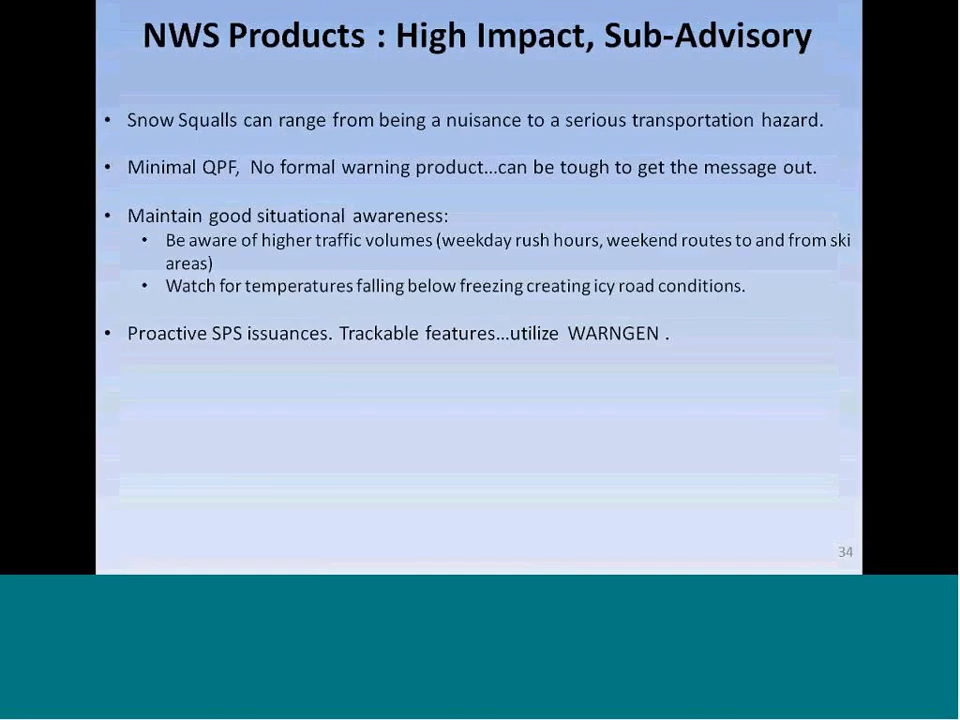 NWS Products : High Impact, Sub-Advisory
• Snow Squalls can range from being a nuisance to a serious transportation hazard.
• Minimal QPF, No formal warning product...can be tough to get the message out.
• Maintain good situational awareness:
• Be aware of higher traffic volumes (weekday rush hours, weekend routes to and from ski
areas)
• Watch for temperatures falling below freezing creating icy road conditions.
• Proactive SPS issuances. Trackable features...utilize WARNGEN .
34